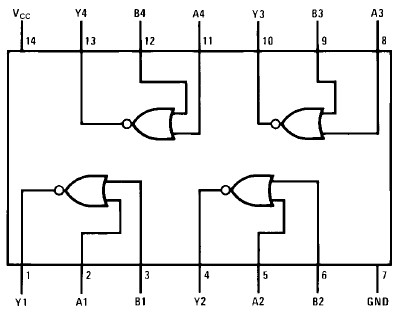 VCC Y4 B4 A4 Y3 B3 A3
14 13 12 11 10 9 8
1 2 3 4 5 6 7
Y1 A1 B1 Y2 A2 B2 GND